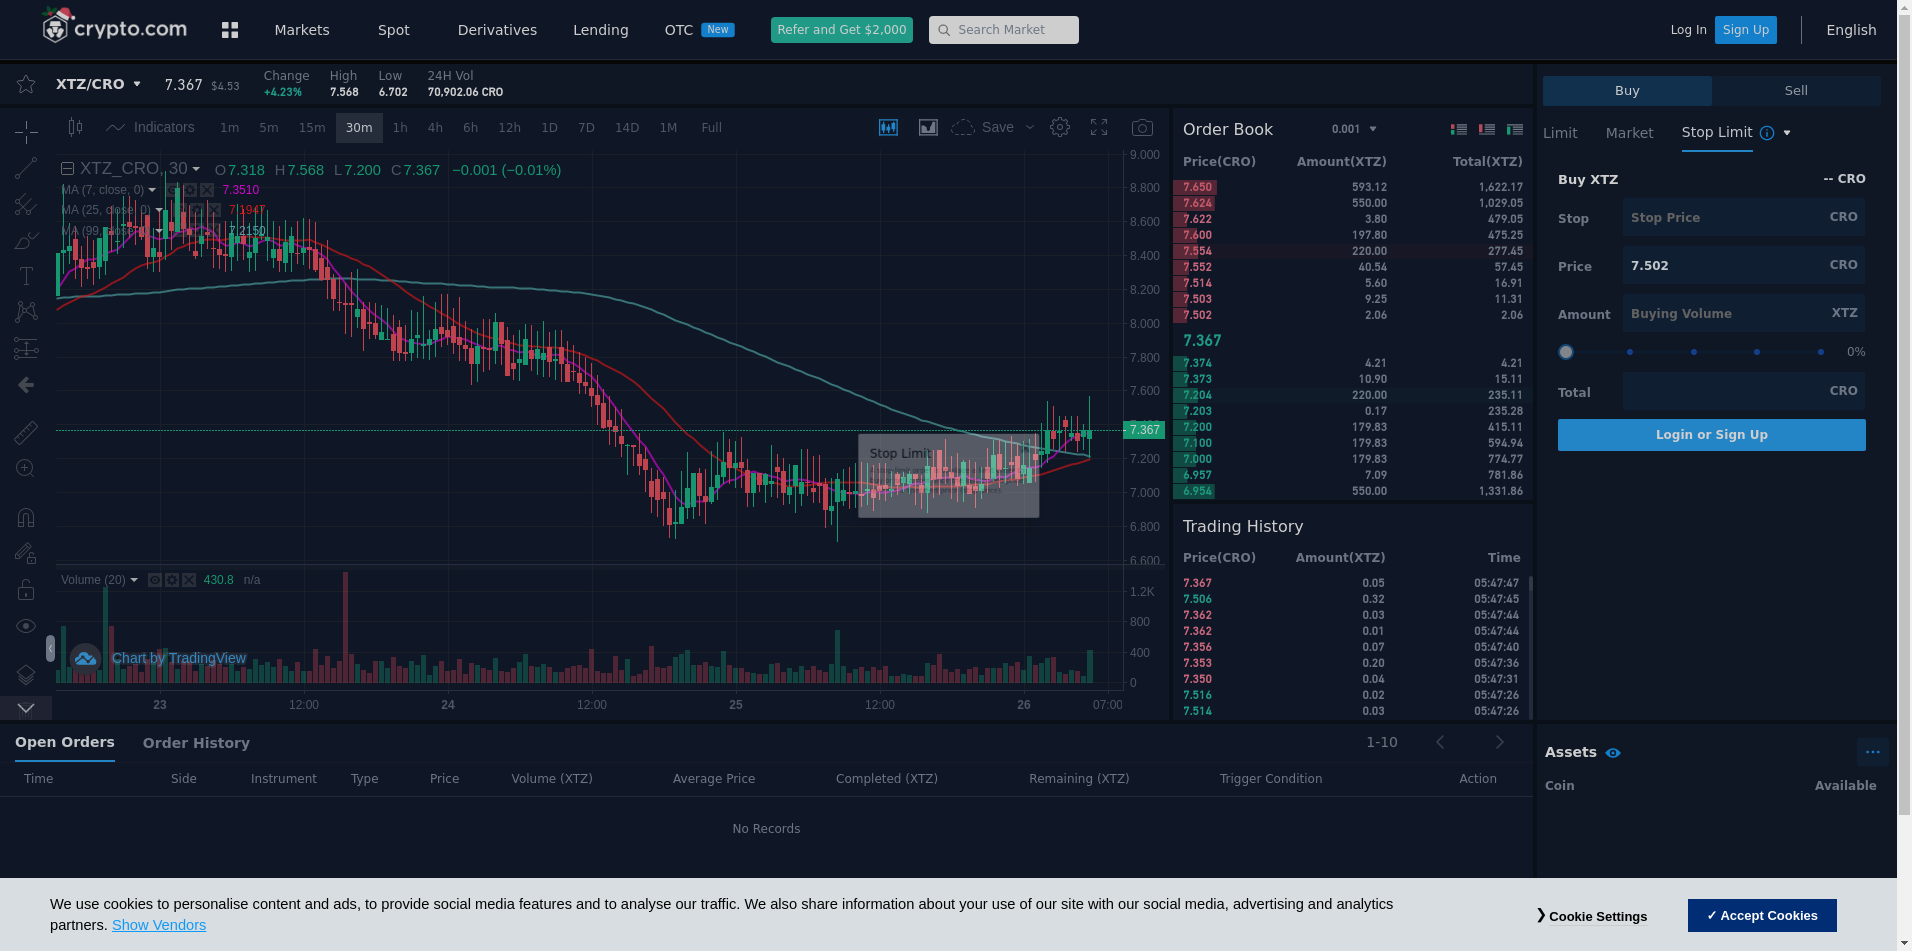 crypto.com Markets Spot Derivatives Lending OTC New Refer and Get $2,000 Search Market Log In Sign Up English
XTZ/CRO 7.367 $4.53
Change High Low 24H Vol
+4.23% 7.568 6.702 70,902.06 CRO
Indicators 1m 5m 15m 30m 1h 4h 6h 12h 1D 7D 14D 1M Full Save
XTZ_CRO, 30 O 7.318 H 7.568 L 7.200 C 7.367 −0.001 (−0.01%)
MA (7, close, 0) 7.3510
MA (25, close, 0) 7.1947
MA (99, close, 0) 7.2150
9.000
8.800
8.600
8.400
8.200
8.000
7.800
7.600
7.367
7.200
7.000
6.800
6.600
Stop Limit
Volume (20) 430.8 n/a
1.2K
800
400
0
Chart by TradingView
23 12:00 24 12:00 25 12:00 26 07:00
Order Book 0.001
Price(CRO) Amount(XTZ) Total(XTZ)
7.650 593.12 1,622.17
7.624 550.00 1,029.05
7.622 3.80 479.05
7.600 197.80 475.25
7.554 220.00 277.45
7.552 40.54 57.45
7.514 5.60 16.91
7.503 9.25 11.31
7.502 2.06 2.06
7.367
7.374 4.21 4.21
7.373 10.90 15.11
7.204 220.00 235.11
7.203 0.17 235.28
7.200 179.83 415.11
7.100 179.83 594.94
7.000 179.83 774.77
6.957 7.09 781.86
6.954 550.00 1,331.86
Trading History
Price(CRO) Amount(XTZ) Time
7.367 0.05 05:47:47
7.506 0.32 05:47:45
7.362 0.03 05:47:44
7.362 0.01 05:47:44
7.356 0.07 05:47:40
7.353 0.20 05:47:36
7.350 0.04 05:47:31
7.516 0.02 05:47:26
7.514 0.03 05:47:26
Buy Sell
Limit Market Stop Limit
Buy XTZ -- CRO
Stop Stop Price CRO
Price 7.502 CRO
Amount Buying Volume XTZ
0%
Total CRO
Login or Sign Up
Open Orders Order History 1-10
Time Side Instrument Type Price Volume (XTZ) Average Price Completed (XTZ) Remaining (XTZ) Trigger Condition Action
No Records
Assets
Coin Available
We use cookies to personalise content and ads, to provide social media features and to analyse our traffic. We also share information about your use of our site with our social media, advertising and analytics
partners. Show Vendors
❯ Cookie Settings
✓ Accept Cookies